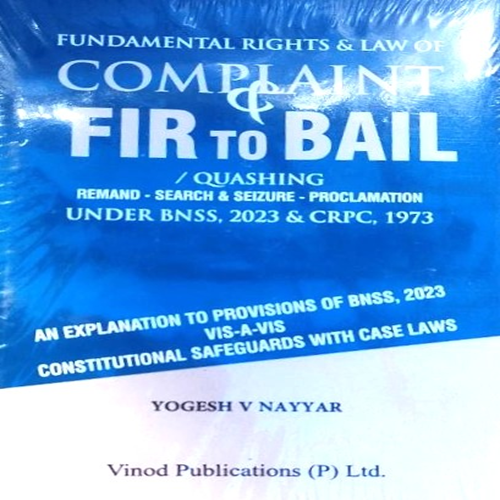 FUNDAMENTAL RIGHTS & LAW OF
COMPLAINT
&
FIR TO BAIL
/ QUASHING
REMAND - SEARCH & SEIZURE - PROCLAMATION
UNDER BNSS, 2023 & CRPC, 1973
AN EXPLANATION TO PROVISIONS OF BNSS, 2023
VIS-A-VIS
CONSTITUTIONAL SAFEGUARDS WITH CASE LAWS
YOGESH V NAYYAR
Vinod Publications (P) Ltd.